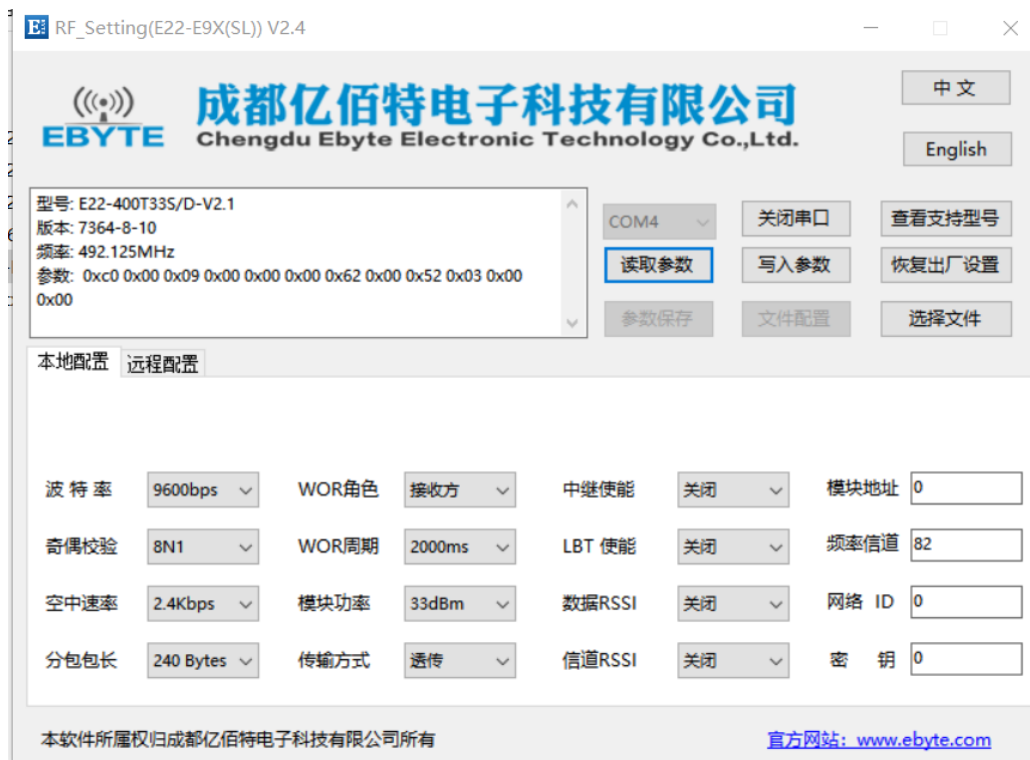 RF_Setting(E22-E9X(SL)) V2.4
EBYTE
成都亿佰特电子科技有限公司
Chengdu Ebyte Electronic Technology Co.,Ltd.
中 文
English
型号: E22-400T33S/D-V2.1
版本: 7364-8-10
频率: 492.125MHz
参数: 0xc0 0x00 0x09 0x00 0x00 0x00 0x62 0x00 0x52 0x03 0x00
0x00
COM4 关闭串口 查看支持型号
读取参数 写入参数 恢复出厂设置
参数保存 文件配置 选择文件
本地配置 远程配置
波 特 率 9600bps WOR角色 接收方 中继使能 关闭 模块地址 0
奇偶校验 8N1 WOR周期 2000ms LBT 使能 关闭 频率信道 82
空中速率 2.4Kbps 模块功率 33dBm 数据RSSI 关闭 网络 ID 0
分包包长 240 Bytes 传输方式 透传 信道RSSI 关闭 密 钥 0
本软件所属权归成都亿佰特电子科技有限公司所有 官方网站：www.ebyte.com